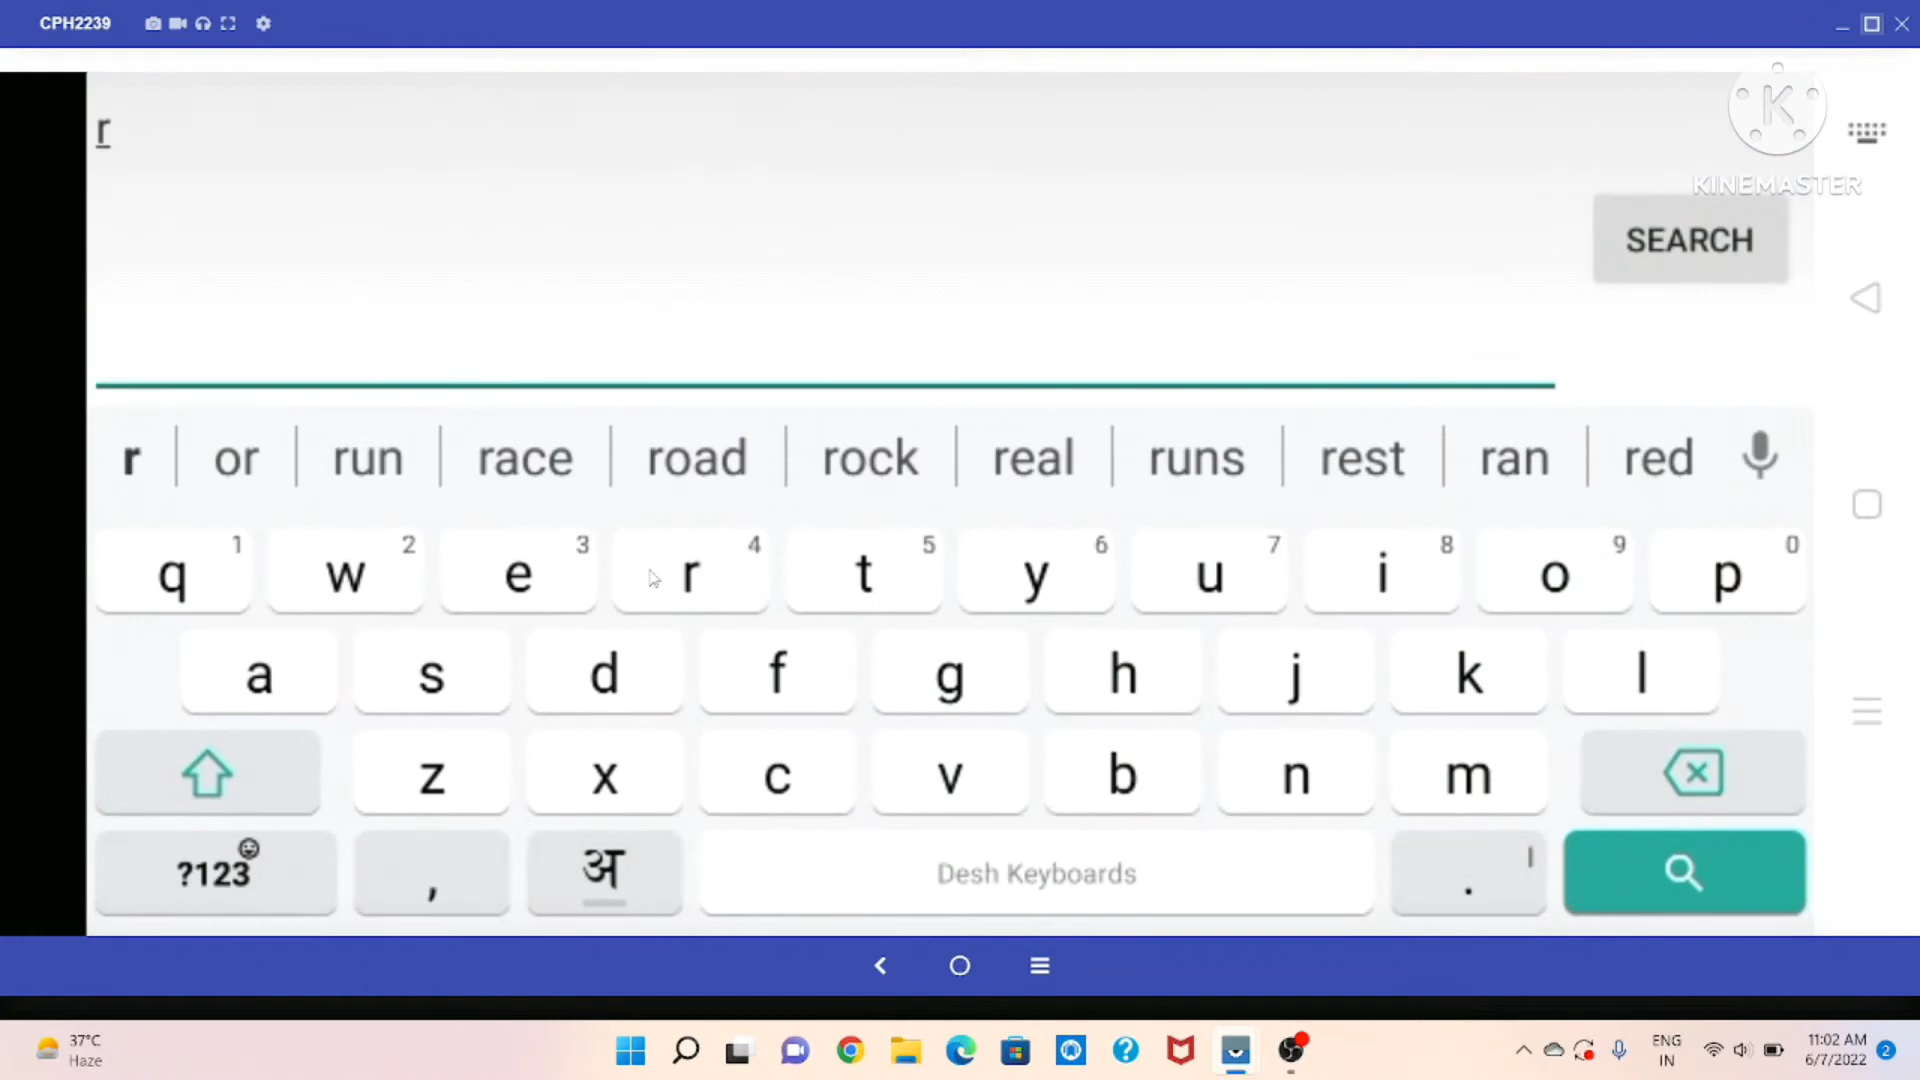 CPH2239
r
KINEMASTER
SEARCH
r or run race road rock real runs rest ran red
q 1 w 2 e 3 r 4 t 5 y 6 u 7 i 8 o 9 p 0
a s d f g h j k l
z x c v b n m
?123 , अ Desh Keyboards . |
37°C
Haze
ENG
IN
11:02 AM
6/7/2022
2